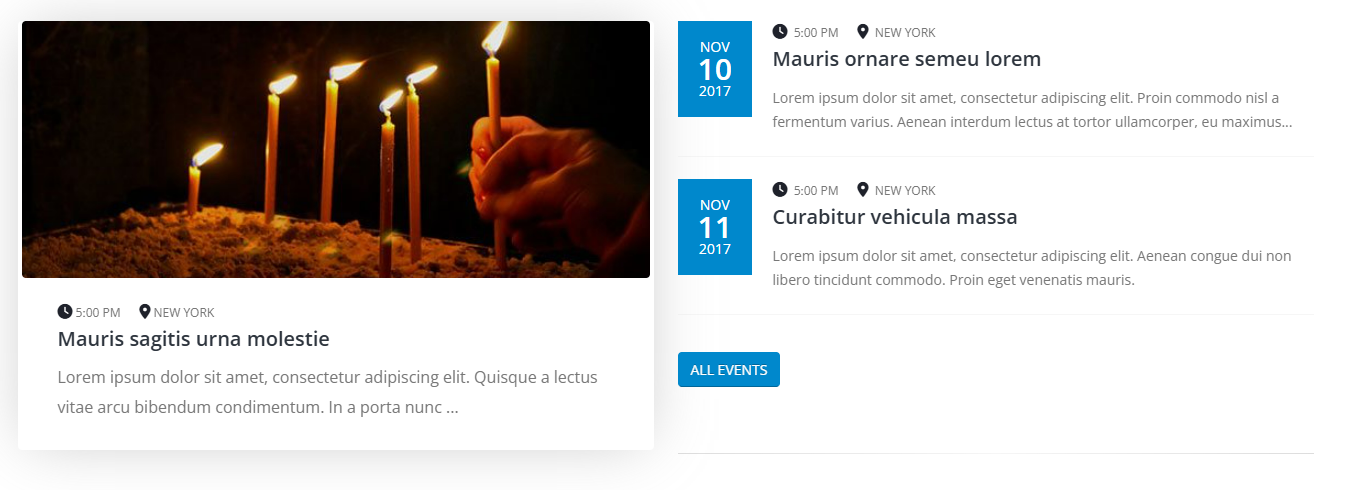 5:00 PM NEW YORK
Mauris sagitis urna molestie
Lorem ipsum dolor sit amet, consectetur adipiscing elit. Quisque a lectus
vitae arcu bibendum condimentum. In a porta nunc ...
NOV
10
2017
5:00 PM NEW YORK
Mauris ornare semeu lorem
Lorem ipsum dolor sit amet, consectetur adipiscing elit. Proin commodo nisl a
fermentum varius. Aenean interdum lectus at tortor ullamcorper, eu maximus...
NOV
11
2017
5:00 PM NEW YORK
Curabitur vehicula massa
Lorem ipsum dolor sit amet, consectetur adipiscing elit. Aenean congue dui non
libero tincidunt commodo. Proin eget venenatis mauris.
ALL EVENTS